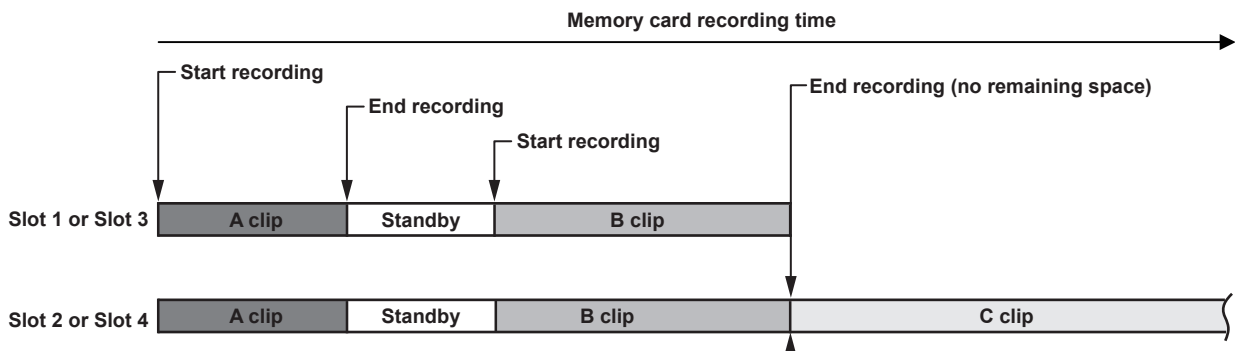 Memory card recording time
Start recording
End recording (no remaining space)
End recording
Start recording
Slot 1 or Slot 3
A clip
Standby
B clip
Slot 2 or Slot 4
A clip
Standby
B clip
C clip